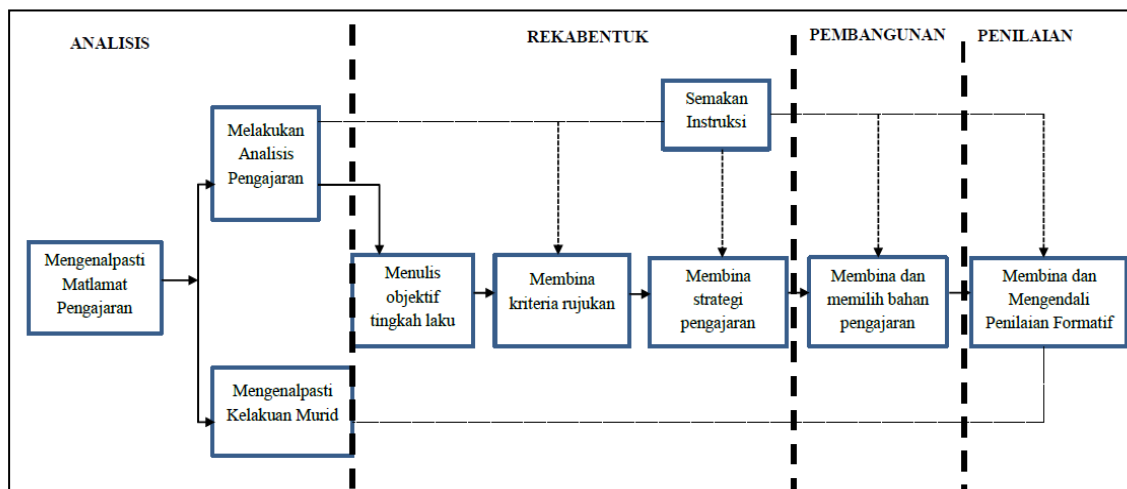 ANALISIS
REKABENTUK
PEMBANGUNAN
PENILAIAN
Melakukan
Analisis
Pengajaran
Semakan
Instruksi
Mengenalpasti
Matlamat
Pengajaran
Menulis
objektif
tingkah laku
Membina
kriteria rujukan
Membina
strategi
pengajaran
Membina dan
memilih bahan
pengajaran
Membina dan
Mengendali
Penilaian Formatif
Mengenalpasti
Kelakuan Murid